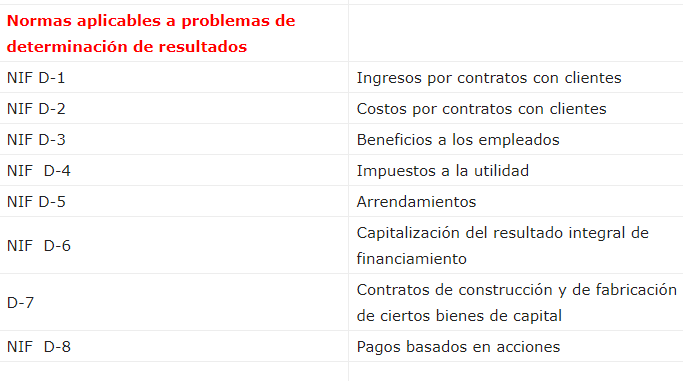 Normas aplicables a problemas de
determinación de resultados
NIF D-1 Ingresos por contratos con clientes
NIF D-2 Costos por contratos con clientes
NIF D-3 Beneficios a los empleados
NIF  D-4 Impuestos a la utilidad
NIF D-5 Arrendamientos
NIF  D-6 Capitalización del resultado integral de
financiamiento
D-7 Contratos de construcción y de fabricación
de ciertos bienes de capital
NIF  D-8 Pagos basados en acciones